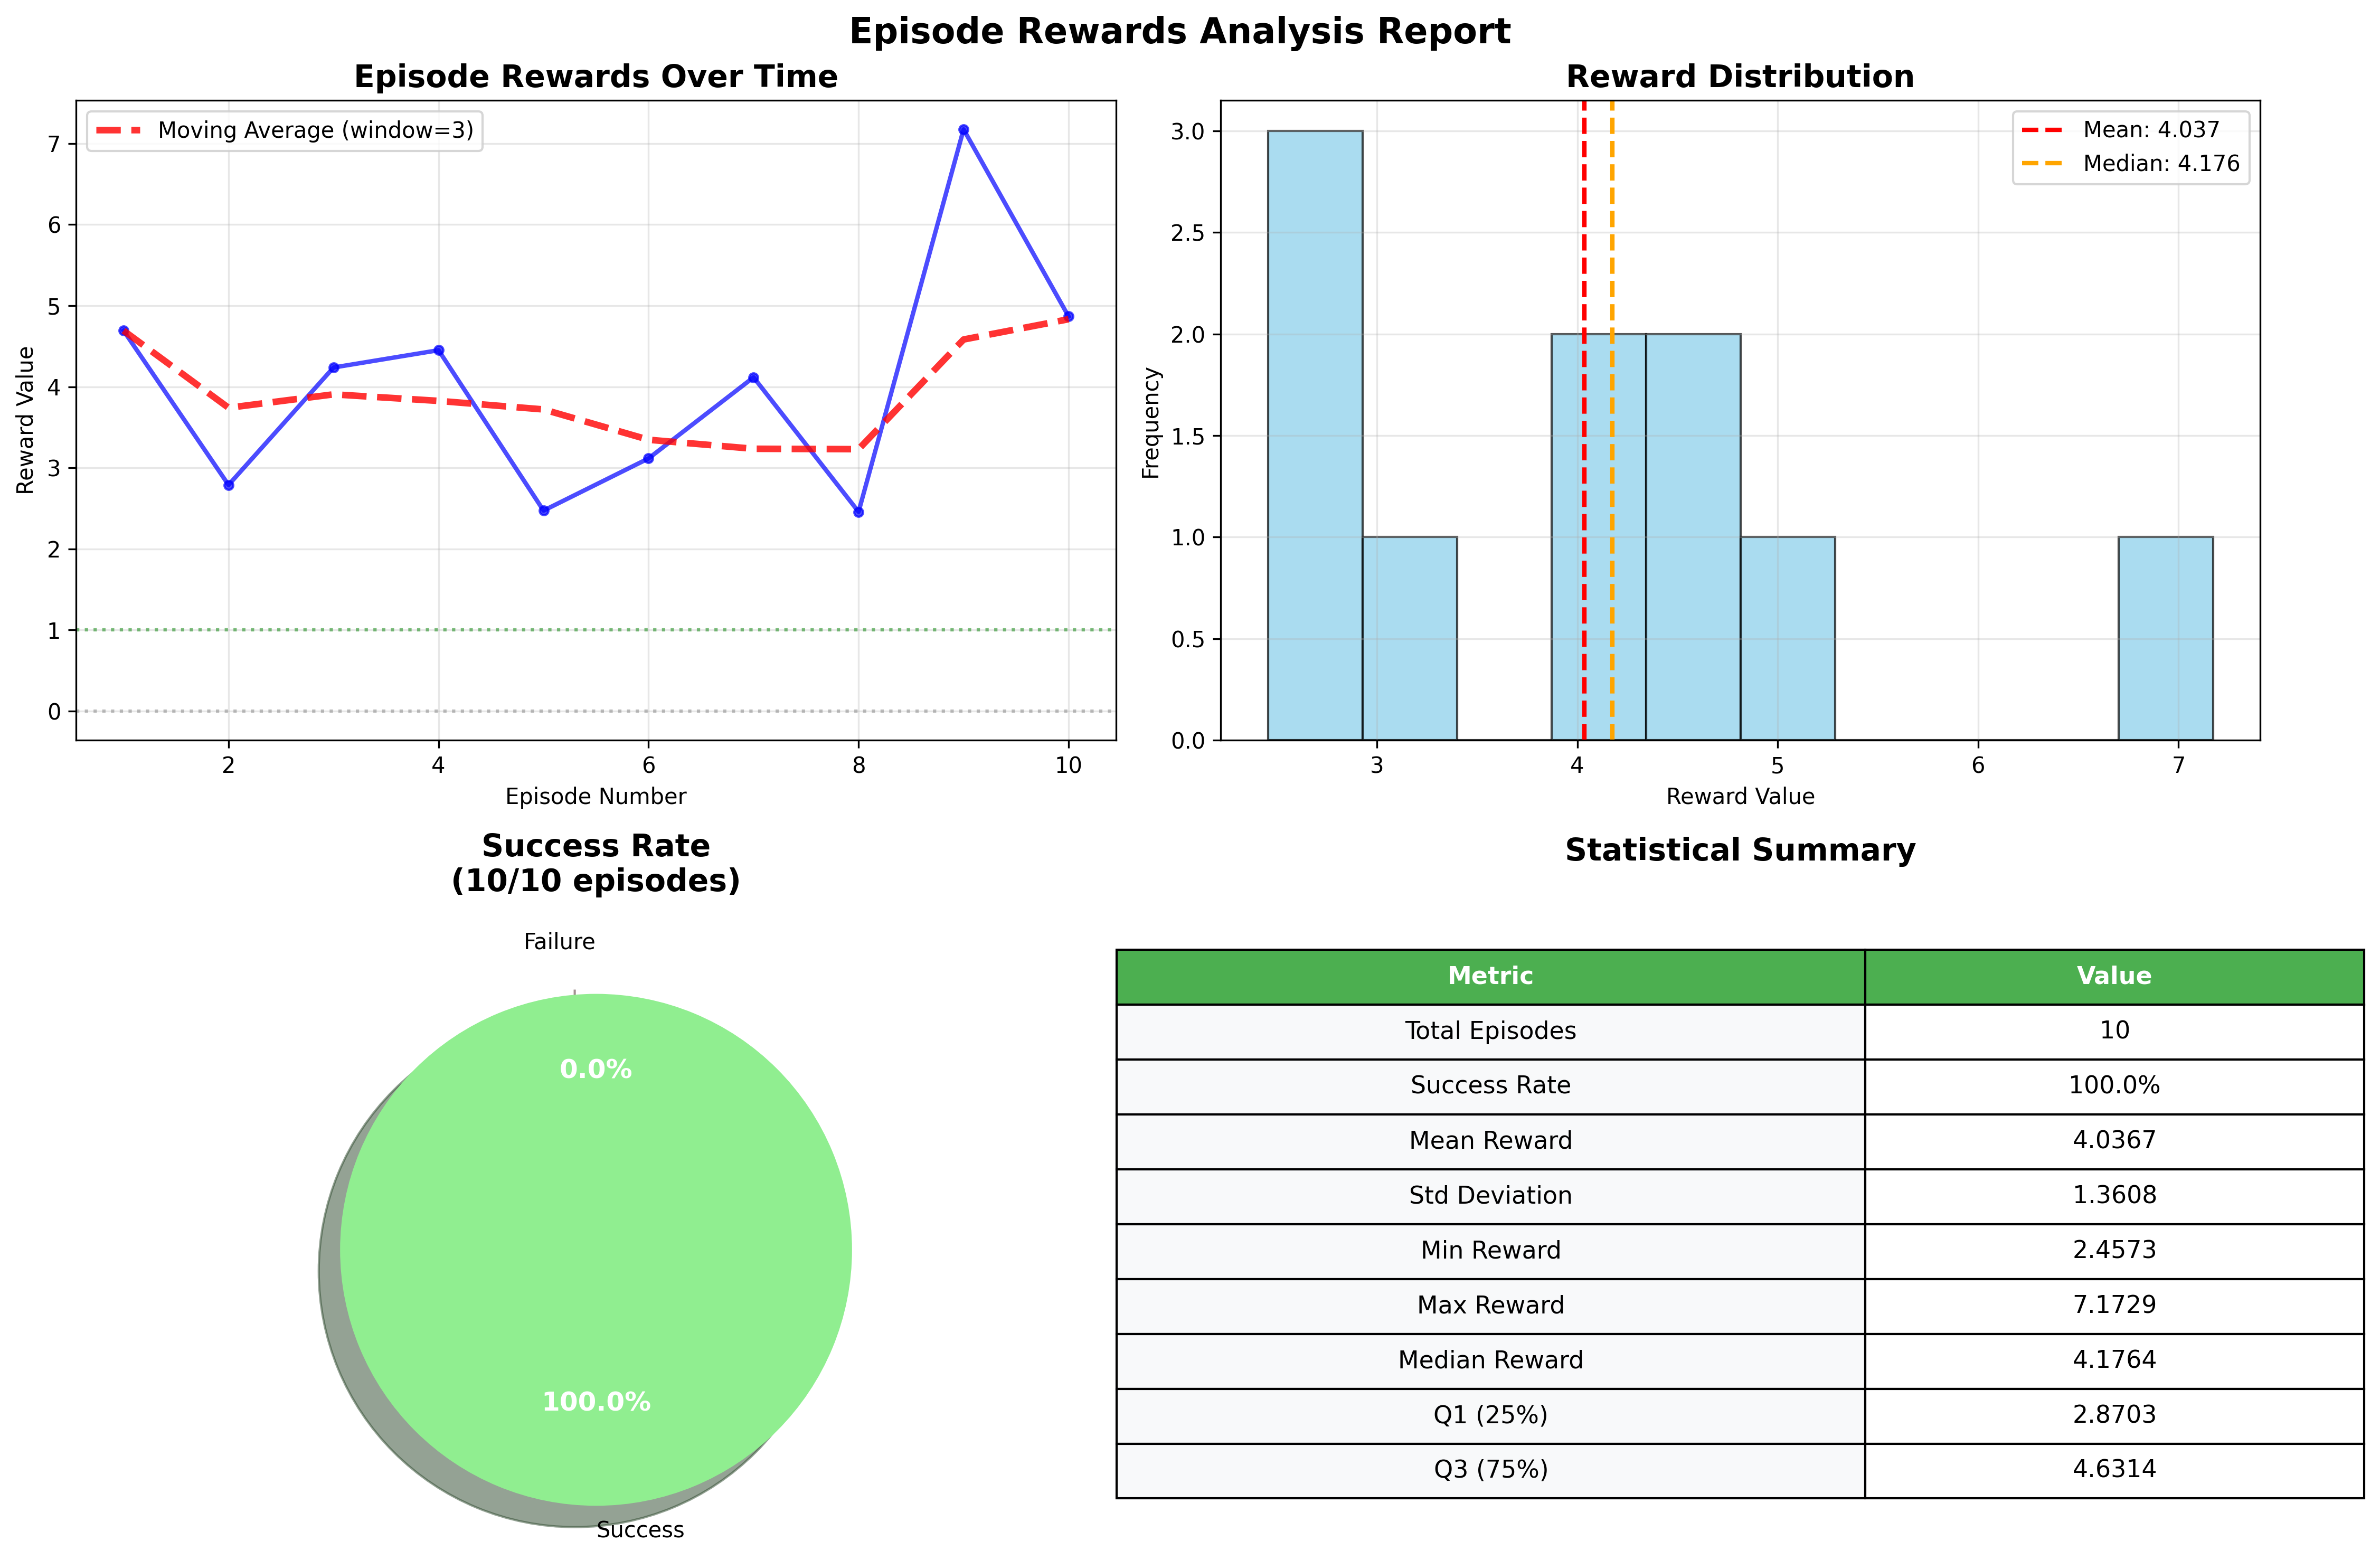 Episode Rewards Analysis Report
Episode Rewards Over Time
Moving Average (window=3)
7
6
5
4
3
2
1
0
Reward Value
2
4
6
8
10
Episode Number
Reward Distribution
Mean: 4.037
Median: 4.176
3.0
2.5
2.0
1.5
1.0
0.5
0.0
Frequency
3
4
5
6
7
Reward Value
Success Rate
(10/10 episodes)
Failure
0.0%
100.0%
Success
Statistical Summary
Metric Value
Total Episodes 10
Success Rate 100.0%
Mean Reward 4.0367
Std Deviation 1.3608
Min Reward 2.4573
Max Reward 7.1729
Median Reward 4.1764
Q1 (25%) 2.8703
Q3 (75%) 4.6314